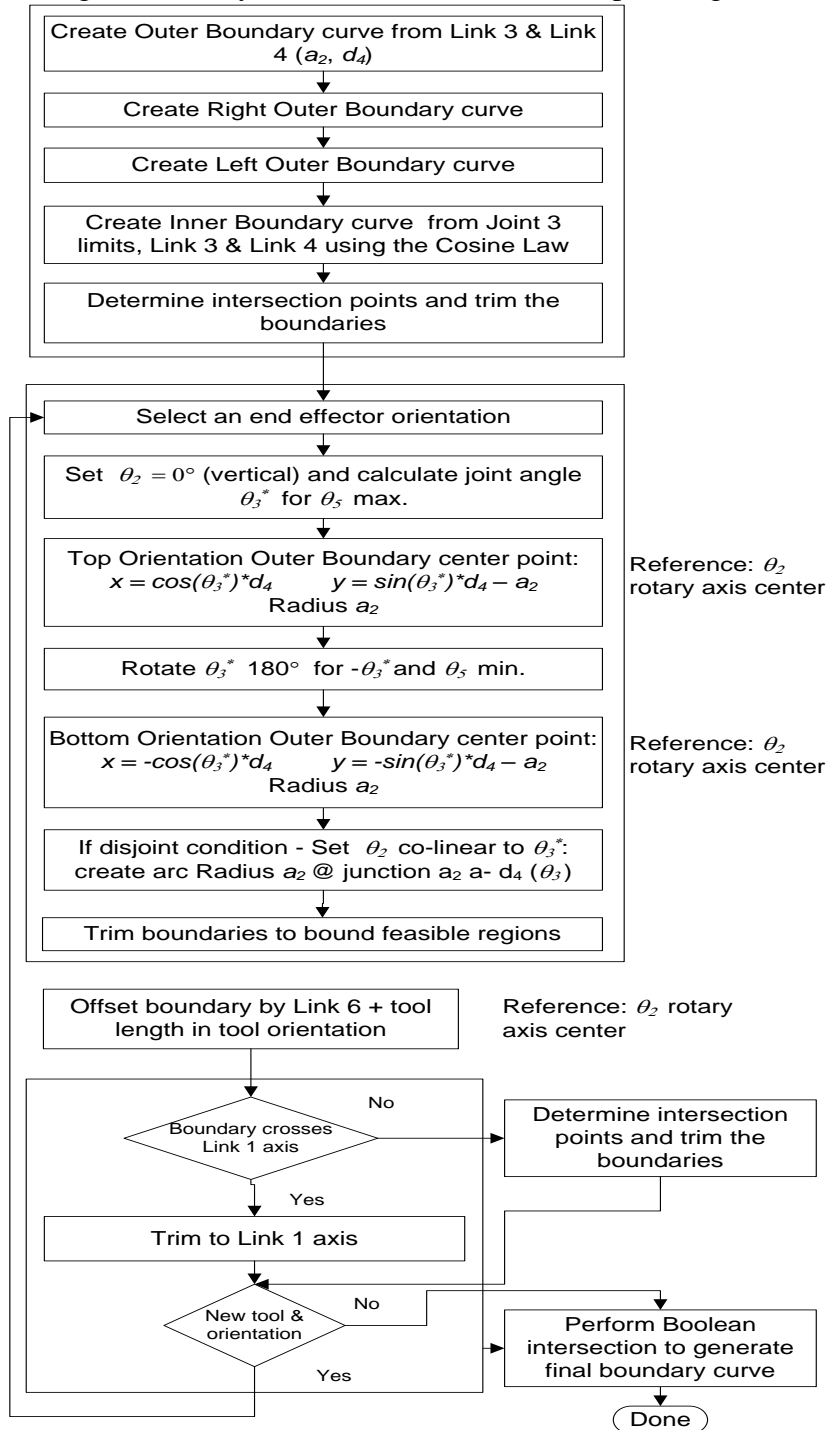 Create Outer Boundary curve from Link 3 & Link
4 (a₂, d₄)
Create Right Outer Boundary curve
Create Left Outer Boundary curve
Create Inner Boundary curve from Joint 3
limits, Link 3 & Link 4 using the Cosine Law
Determine intersection points and trim the
boundaries
Select an end effector orientation
Set θ₂ = 0° (vertical) and calculate joint angle
θ₃* for θ₅ max.
Top Orientation Outer Boundary center point:
x = cos(θ₃*)*d₄ y = sin(θ₃*)*d₄ – a₂
Radius a₂
Reference: θ₂
rotary axis center
Rotate θ₃* 180° for -θ₃* and θ₅ min.
Bottom Orientation Outer Boundary center point:
x = -cos(θ₃*)*d₄ y = -sin(θ₃*)*d₄ – a₂
Radius a₂
Reference: θ₂
rotary axis center
If disjoint condition - Set θ₂ co-linear to θ₃*:
create arc Radius a₂ @ junction a₂ a- d₄ (θ₃)
Trim boundaries to bound feasible regions
Offset boundary by Link 6 + tool
length in tool orientation
Reference: θ₂ rotary
axis center
Boundary crosses
Link 1 axis
No
Determine intersection
points and trim the
boundaries
Yes
Trim to Link 1 axis
New tool &
orientation
No
Yes
Perform Boolean
intersection to generate
final boundary curve
Done